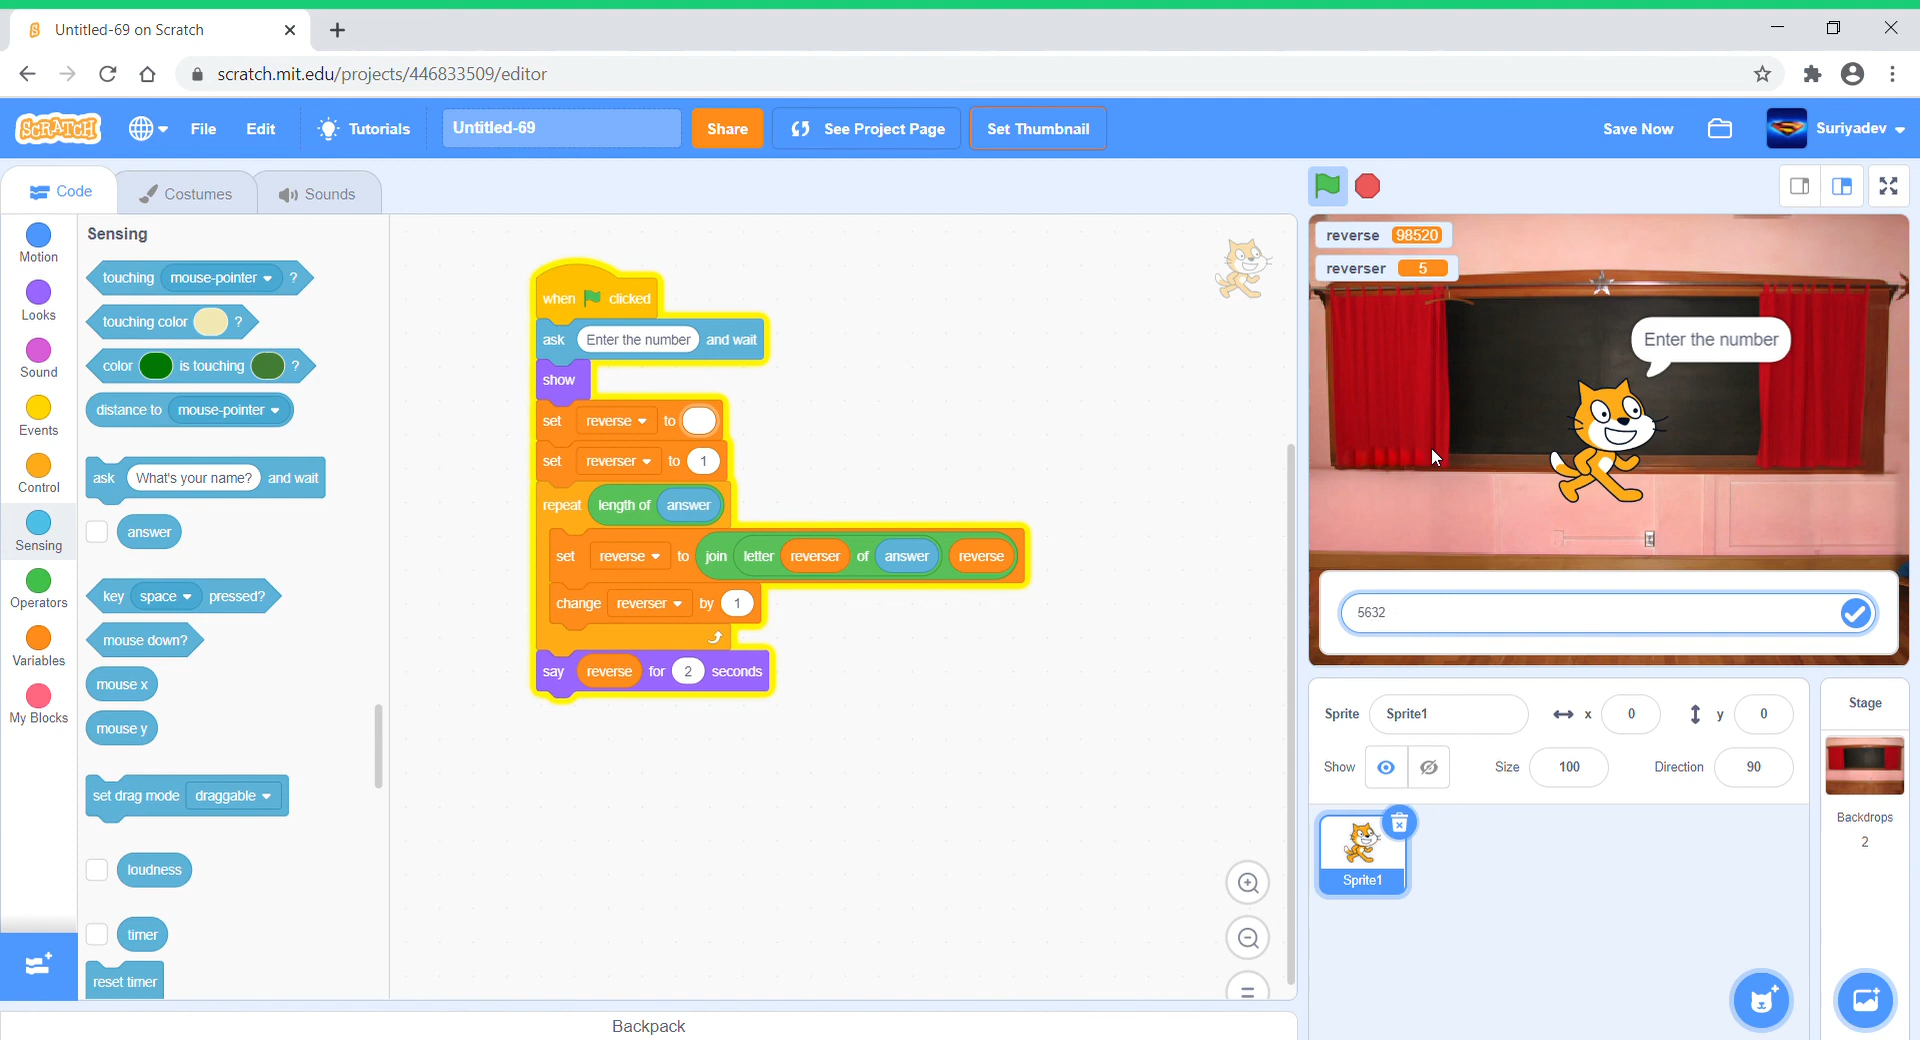 Untitled-69 on Scratch
scratch.mit.edu/projects/446833509/editor
SCRATCH File Edit Tutorials Untitled-69 Share See Project Page Set Thumbnail Save Now Suriyadev
Code Costumes Sounds
Motion
Looks
Sound
Events
Control
Sensing
Operators
Variables
My Blocks
Sensing
touching mouse-pointer ?
touching color ?
color is touching ?
distance to mouse-pointer
ask What's your name? and wait
answer
key space pressed?
mouse down?
mouse x
mouse y
set drag mode draggable
loudness
timer
reset timer
when clicked
ask Enter the number and wait
show
set reverse to
set reverser to 1
repeat length of answer
set reverse to join letter reverser of answer reverse
change reverser by 1
say reverse for 2 seconds
Backpack
reverse 98520
reverser 5
Enter the number
5632
Sprite Sprite1 x 0 y 0
Show Size 100 Direction 90
Sprite1
Stage
Backdrops
2